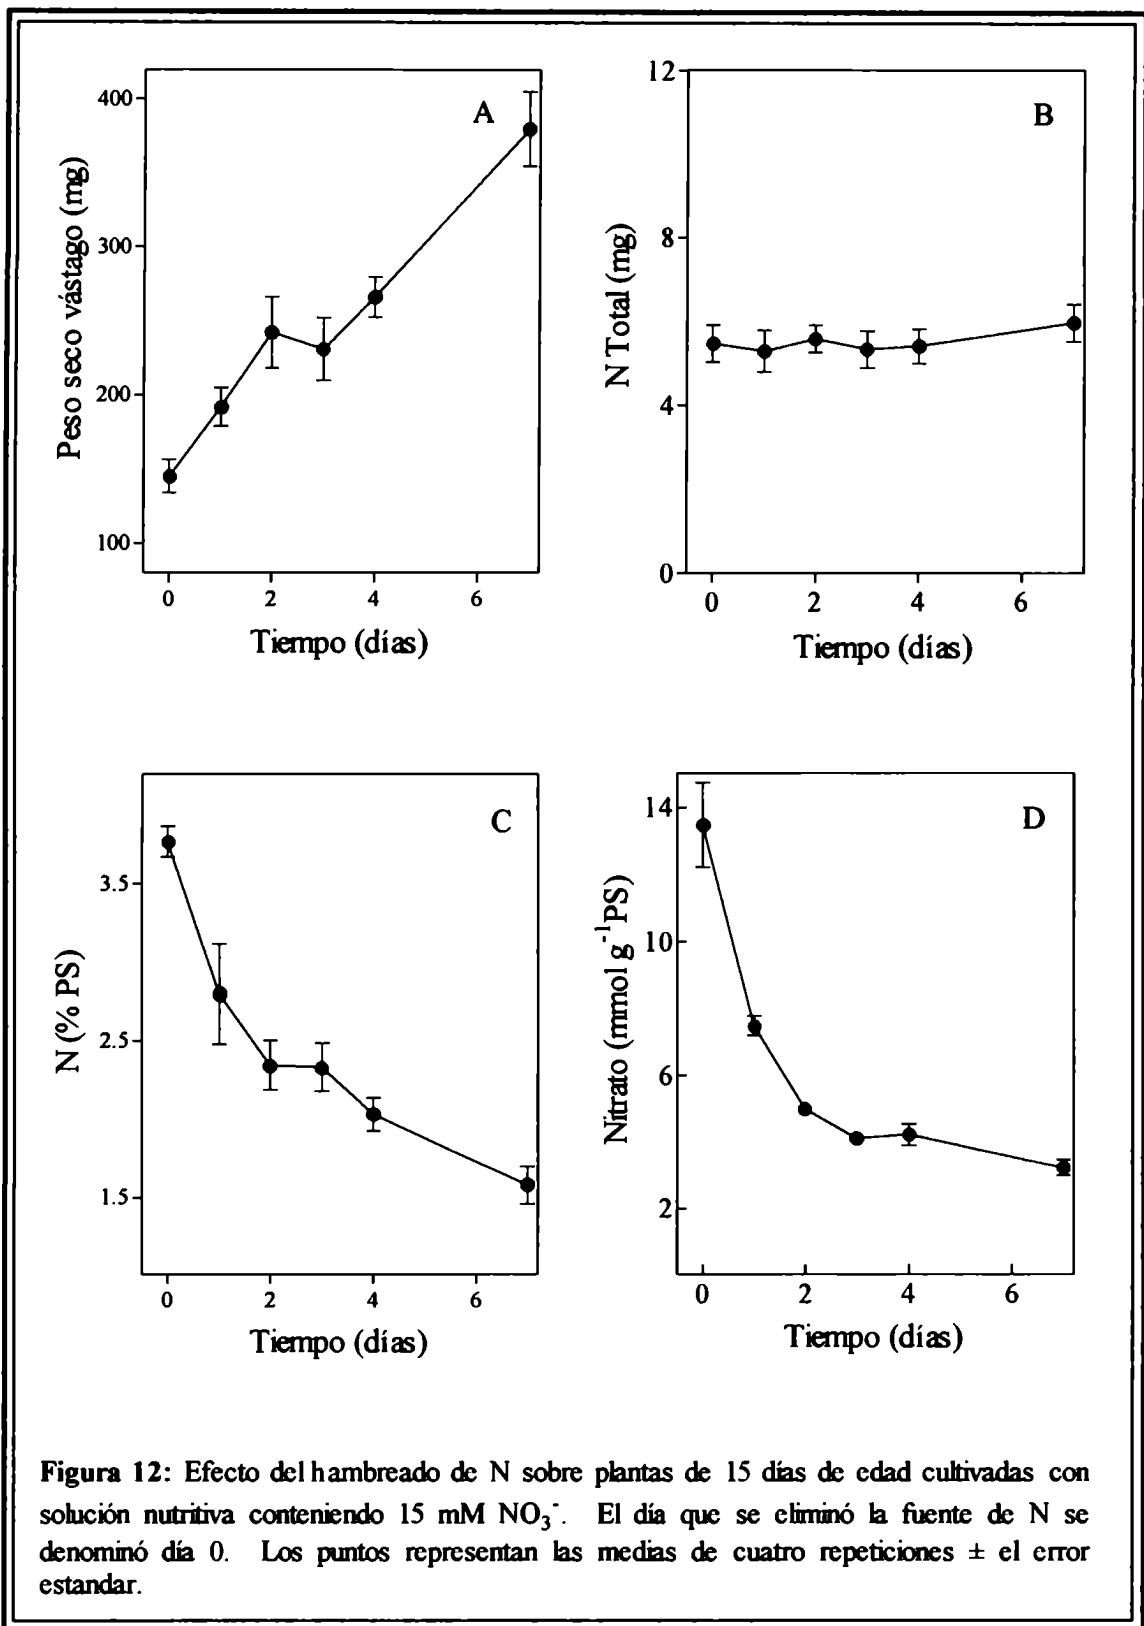 A
Peso seco vástago (mg)
400
300
200
100
0 2 4 6
Tiempo (días)
B
N Total (mg)
12
8
4
0
0 2 4 6
Tiempo (días)
C
N (% PS)
3.5
2.5
1.5
0 2 4 6
Tiempo (días)
D
Nitrato (mmol g⁻¹PS)
14
10
6
2
0 2 4 6
Tiempo (días)
Figura 12: Efecto del hambreado de N sobre plantas de 15 días de edad cultivadas con
solución nutritiva conteniendo 15 mM NO₃⁻. El día que se eliminó la fuente de N se
denominó día 0. Los puntos representan las medias de cuatro repeticiones ± el error
estandar.